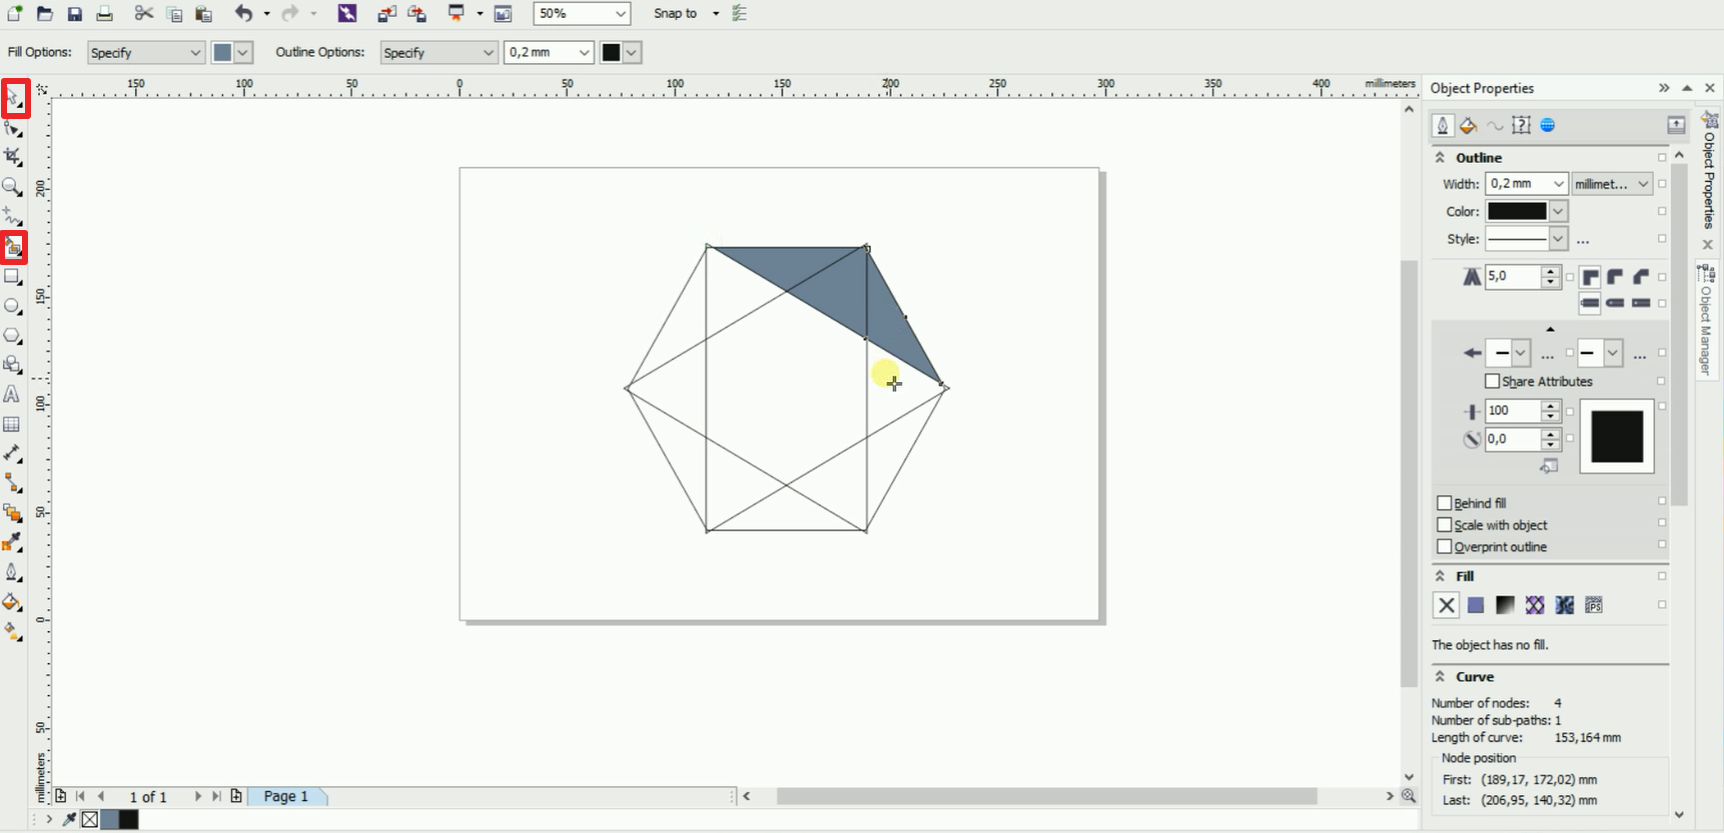 50%
Snap to
Fill Options:
Specify
Outline Options:
Specify
0,2 mm
150
100
50
0
50
100
150
200
250
300
350
400
millimeters
200
150
100
50
0
50
millimeters
Object Properties
Outline
Width:
0,2 mm
millimet...
Color:
Style:
...
5,0
...
...
Share Attributes
100
0,0
Behind fill
Scale with object
Overprint outline
Fill
PS
The object has no fill.
Curve
Number of nodes: 4
Number of sub-paths: 1
Length of curve: 153,164 mm
Node position
First: (189,17, 172,02) mm
Last: (206,95, 140,32) mm
Object Properties
Object Manager
1 of 1
Page 1